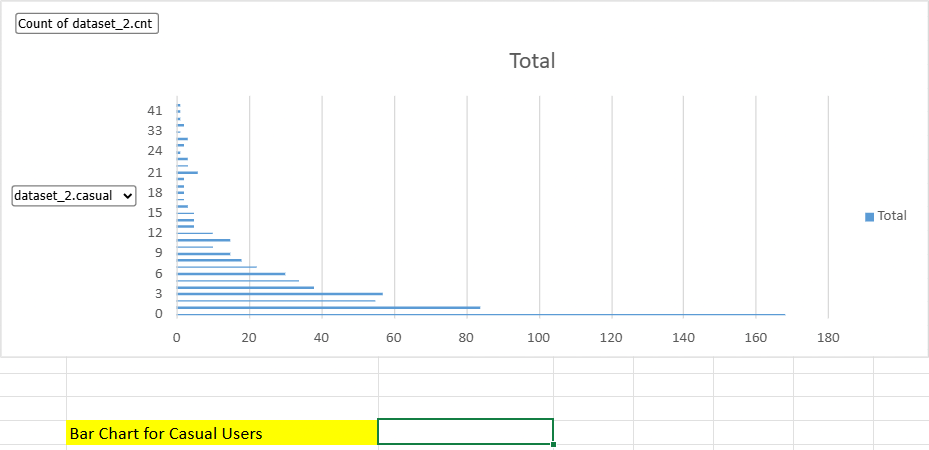 Count of dataset_2.cnt
Total
41
33
24
21
dataset_2.casual
18
15
12
9
6
3
0
Total
0 20 40 60 80 100 120 140 160 180
Bar Chart for Casual Users